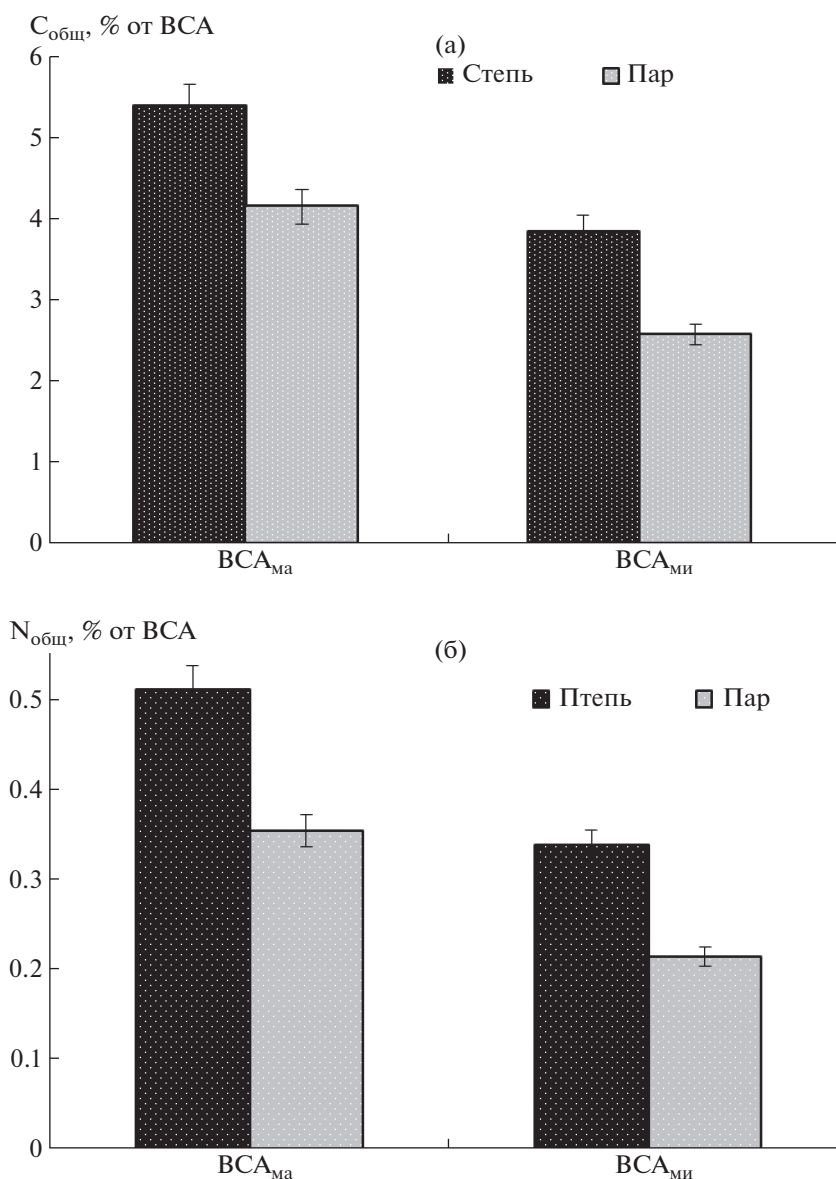 Cобщ, % от ВСА
(а)
Степь Пар
6
5
4
3
2
1
0
ВСАма ВСАми
Nобщ, % от ВСА
(б)
Птепь Пар
0.5
0.4
0.3
0.2
0.1
0
ВСАма ВСАми